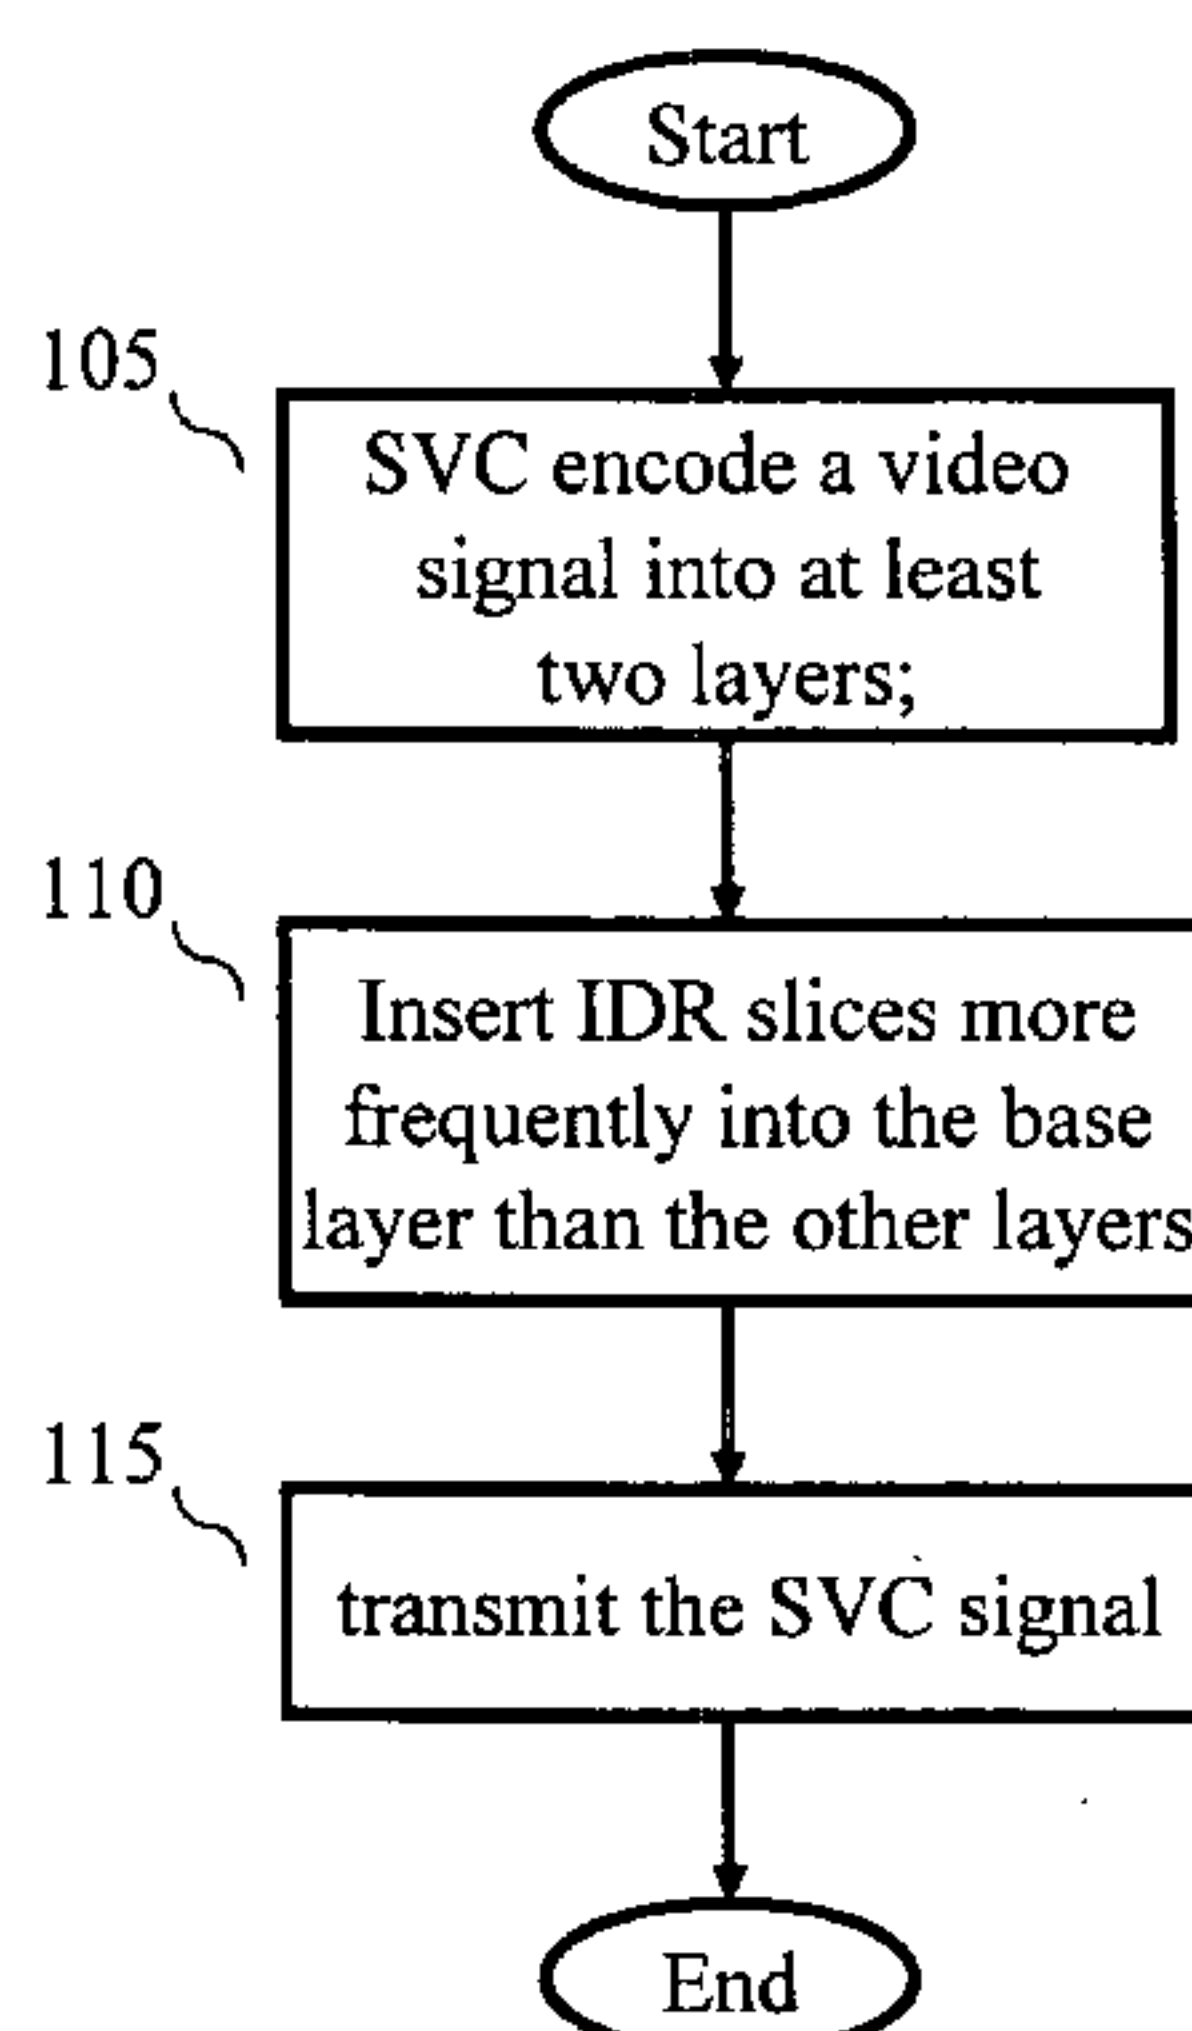 Start
105
SVC encode a video
signal into at least
two layers;
110
Insert IDR slices more
frequently into the base
layer than the other layers
115
transmit the SVC signal
End